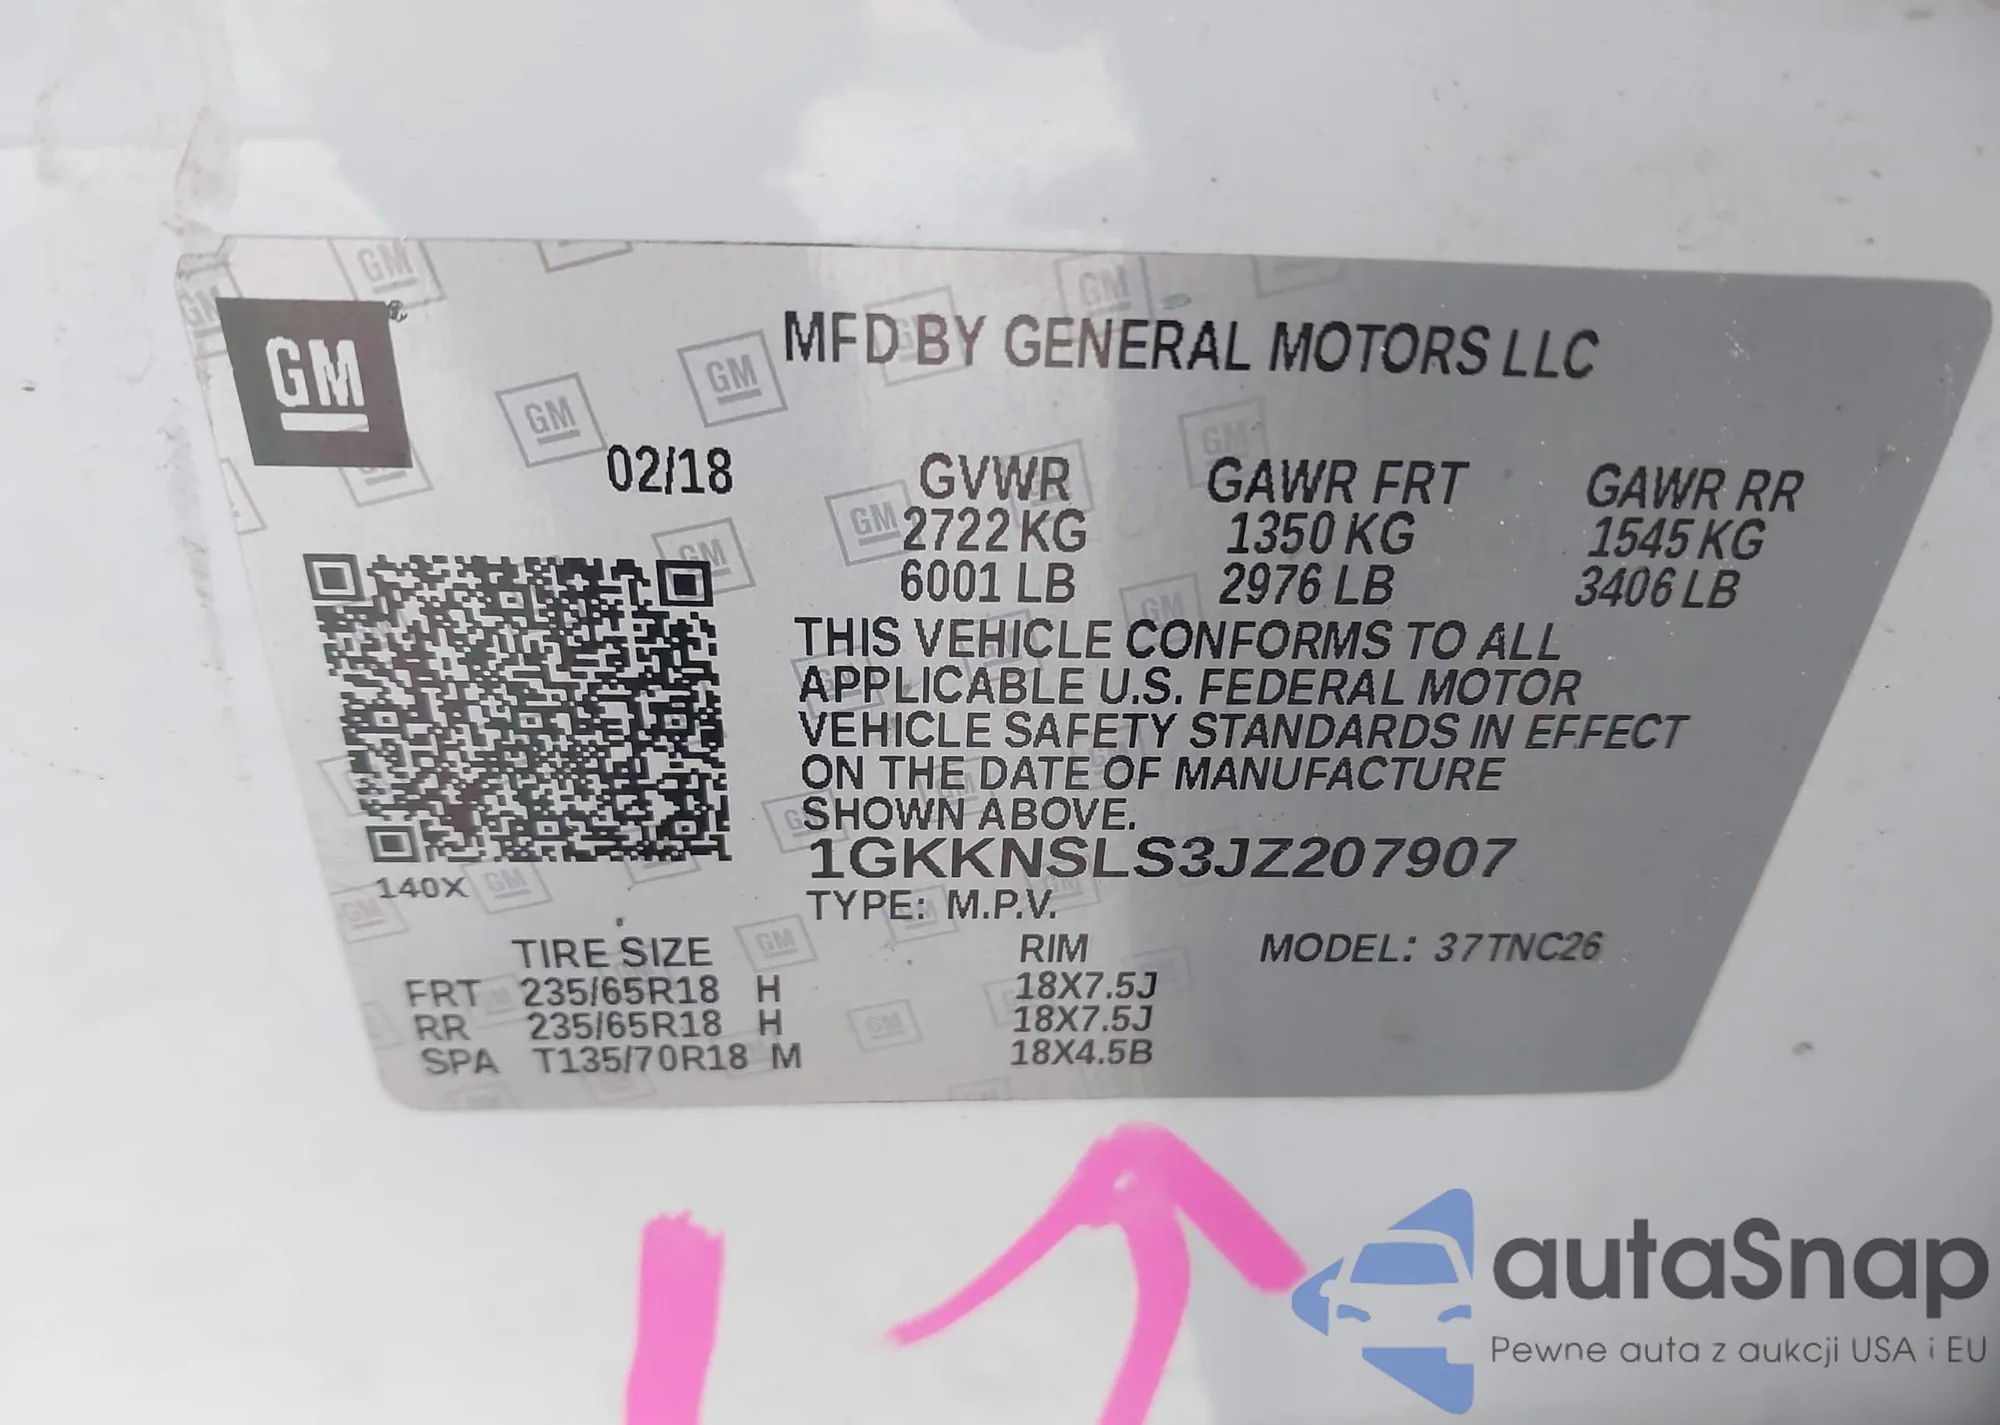 GM
MFD BY GENERAL MOTORS LLC
02/18
GVWR GAWR FRT GAWR RR
2722 KG 1350 KG 1545 KG
6001 LB 2976 LB 3406 LB
THIS VEHICLE CONFORMS TO ALL
APPLICABLE U.S. FEDERAL MOTOR
VEHICLE SAFETY STANDARDS IN EFFECT
ON THE DATE OF MANUFACTURE
SHOWN ABOVE.
1GKKNSLS3JZ207907
140X
TYPE: M.P.V.
TIRE SIZE RIM MODEL: 37TNC26
FRT 235/65R18 H 18X7.5J
RR 235/65R18 H 18X7.5J
SPA T135/70R18 M 18X4.5B
autaSnap
Pewne auta z aukcji USA i EU